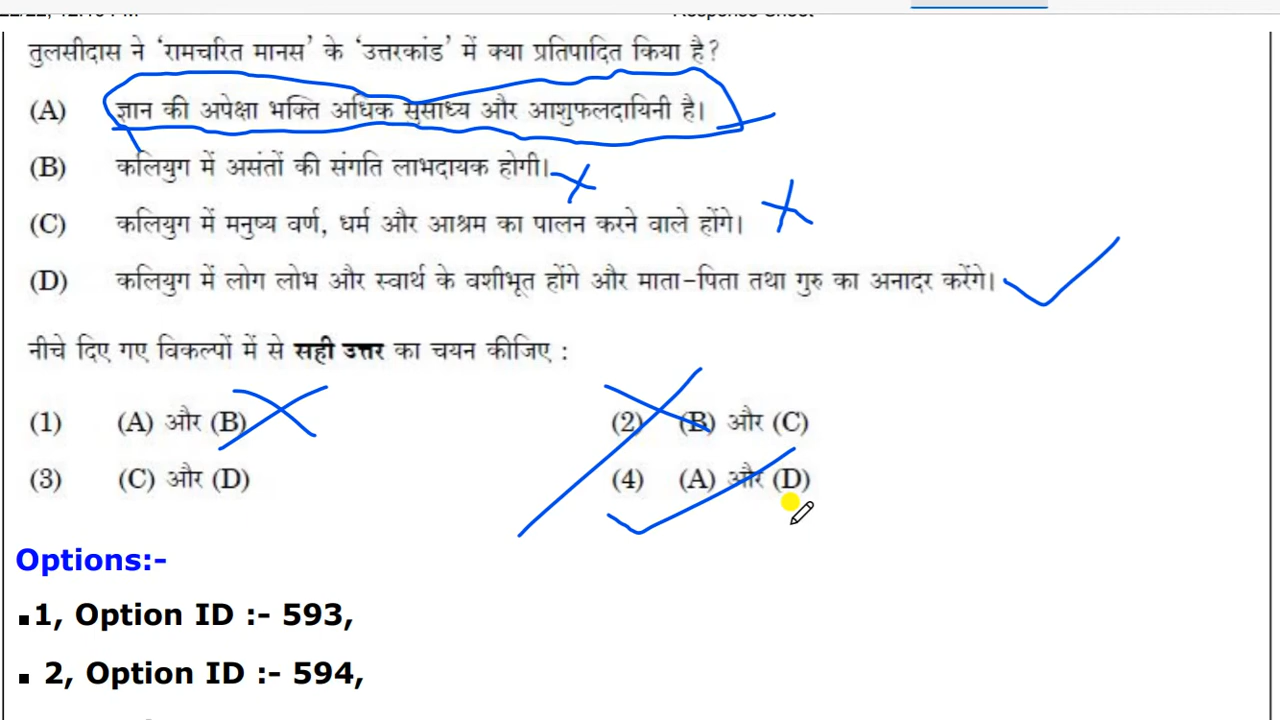 Response Sheet
तुलसीदास ने ‘रामचरित मानस’ के ‘उत्तरकांड’ में क्या प्रतिपादित किया है?
(A) ज्ञान की अपेक्षा भक्ति अधिक सुसाध्य और आशुफलदायिनी है।
(B) कलियुग में असंतों की संगति लाभदायक होगी।
(C) कलियुग में मनुष्य वर्ण, धर्म और आश्रम का पालन करने वाले होंगे।
(D) कलियुग में लोग लोभ और स्वार्थ के वशीभूत होंगे और माता-पिता तथा गुरु का अनादर करेंगे।
नीचे दिए गए विकल्पों में से सही उत्तर का चयन कीजिए :
(1) (A) और (B) (2) (B) और (C)
(3) (C) और (D) (4) (A) और (D)
Options:-
1, Option ID :- 593,
2, Option ID :- 594,